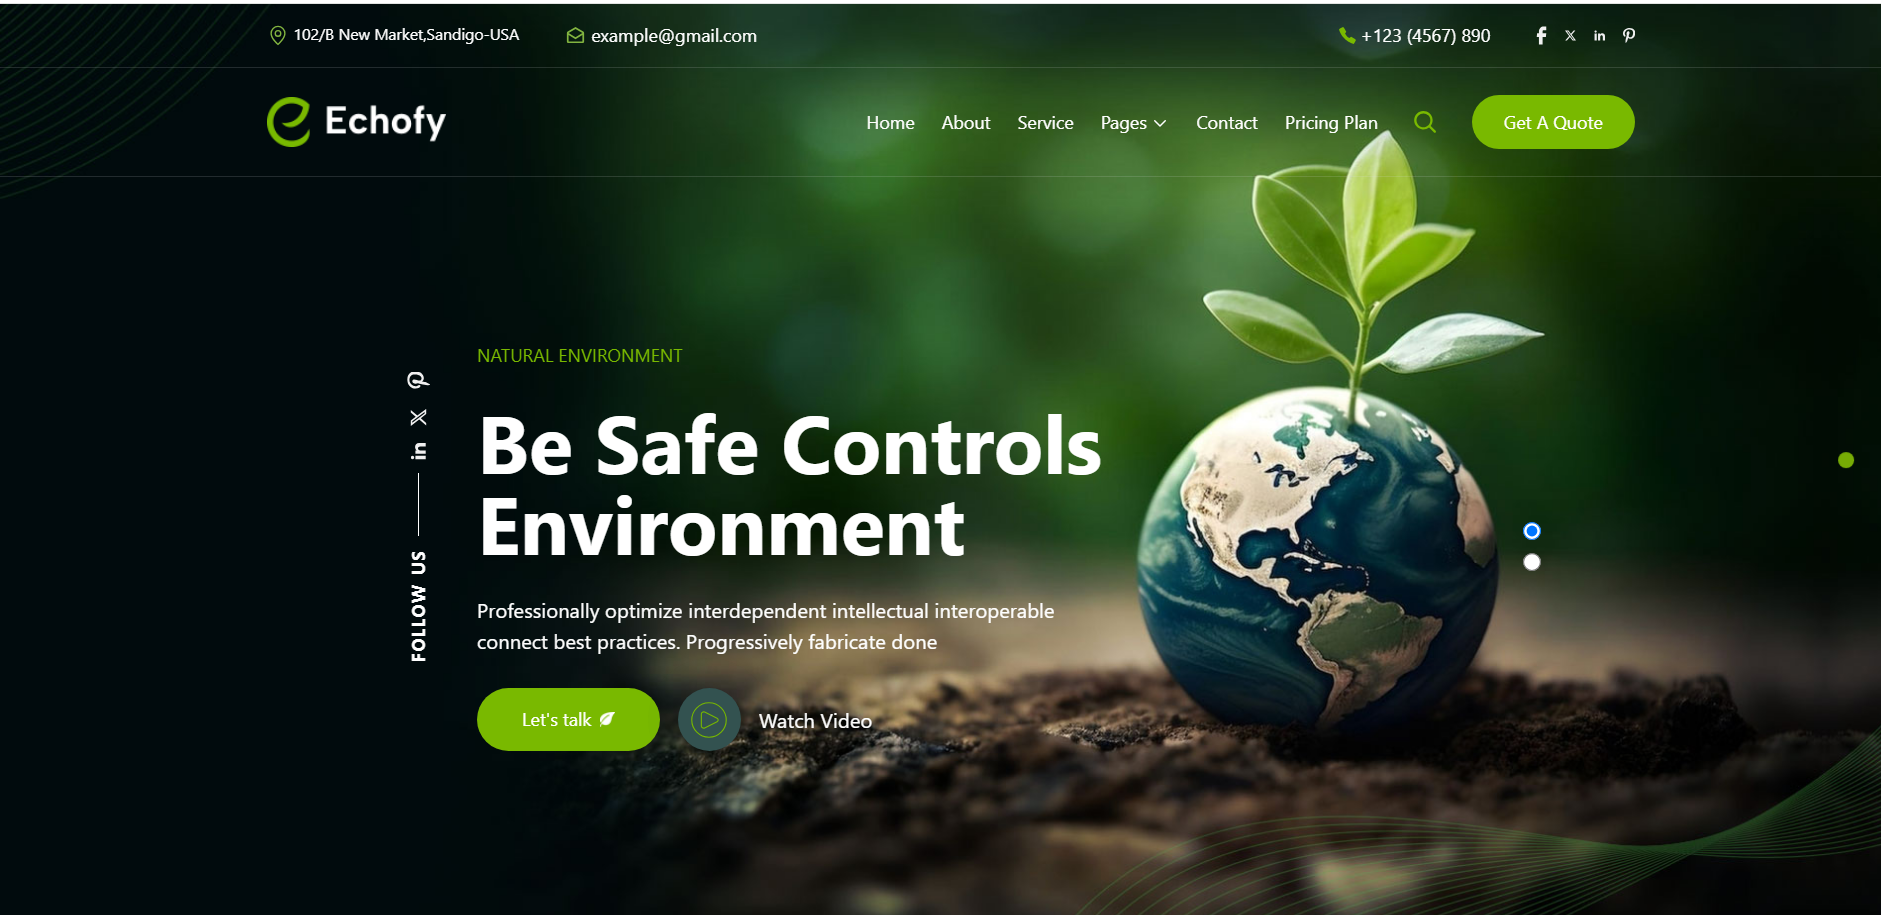 102/B New Market,Sandigo-USA
example@gmail.com
+123 (4567) 890
Echofy
Home
About
Service
Pages
Contact
Pricing Plan
Get A Quote
NATURAL ENVIRONMENT
Be Safe Controls
Environment
Professionally optimize interdependent intellectual interoperable
connect best practices. Progressively fabricate done
Let's talk
Watch Video
FOLLOW US